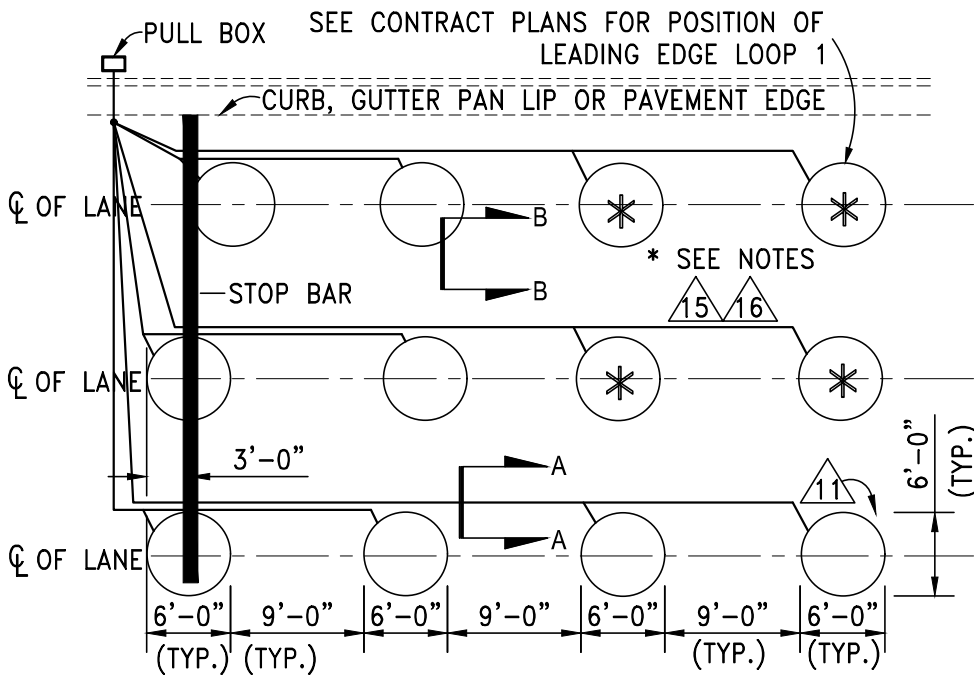 PULL BOX
SEE CONTRACT PLANS FOR POSITION OF
LEADING EDGE LOOP 1
CURB, GUTTER PAN LIP OR PAVEMENT EDGE
℄ OF LANE
*
*
B
B
* SEE NOTES
15 16
STOP BAR
℄ OF LANE
*
*
3'-0"
A
A
11
6'-0"
(TYP.)
℄ OF LANE
6'-0" 9'-0" 6'-0" 9'-0" 6'-0" 9'-0" 6'-0"
(TYP.) (TYP.) (TYP.) (TYP.)